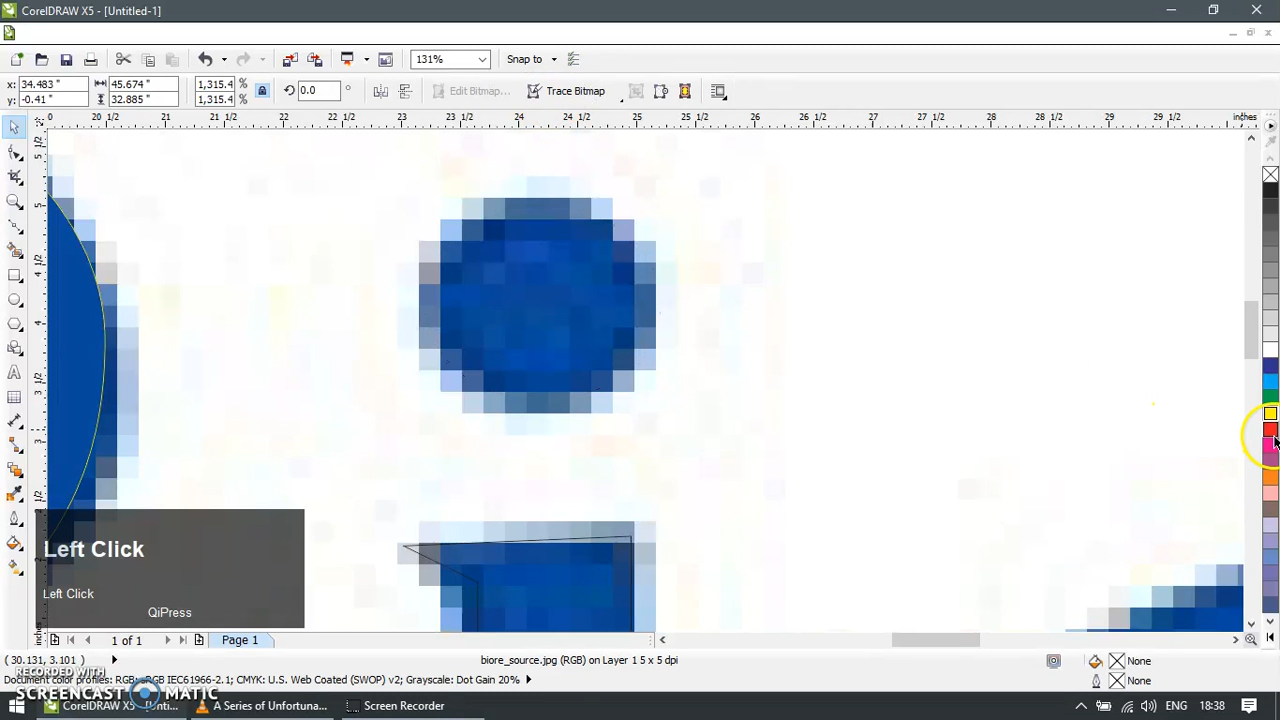 CorelDRAW X5 - [Untitled-1]
131%
Snap to
x: 34.483 "
y: -0.41 "
45.674 "
32.885 "
1,315.4 %
1,315.4 %
0.0 °
Edit Bitmap...
Trace Bitmap
0 20 1/2 21 21 1/2 22 22 1/2 23 23 1/2 24 24 1/2 25 25 1/2 26 26 1/2 27 27 1/2 28 28 1/2 29 29 1/2 inches
Left Click
Left Click
QiPress
1 of 1
Page 1
(30.131, 3.101)
biore_source.jpg (RGB) on Layer 1 5 x 5 dpi
None
Document color profiles: RGB: sRGB IEC61966-2.1; CMYK: U.S. Web Coated (SWOP) v2; Grayscale: Dot Gain 20%
None
RECORDED WITH
SCREENCAST MATIC
CorelDRAW X5 - [Unti...
A Series of Unfortuna...
Screen Recorder
ENG
18:38